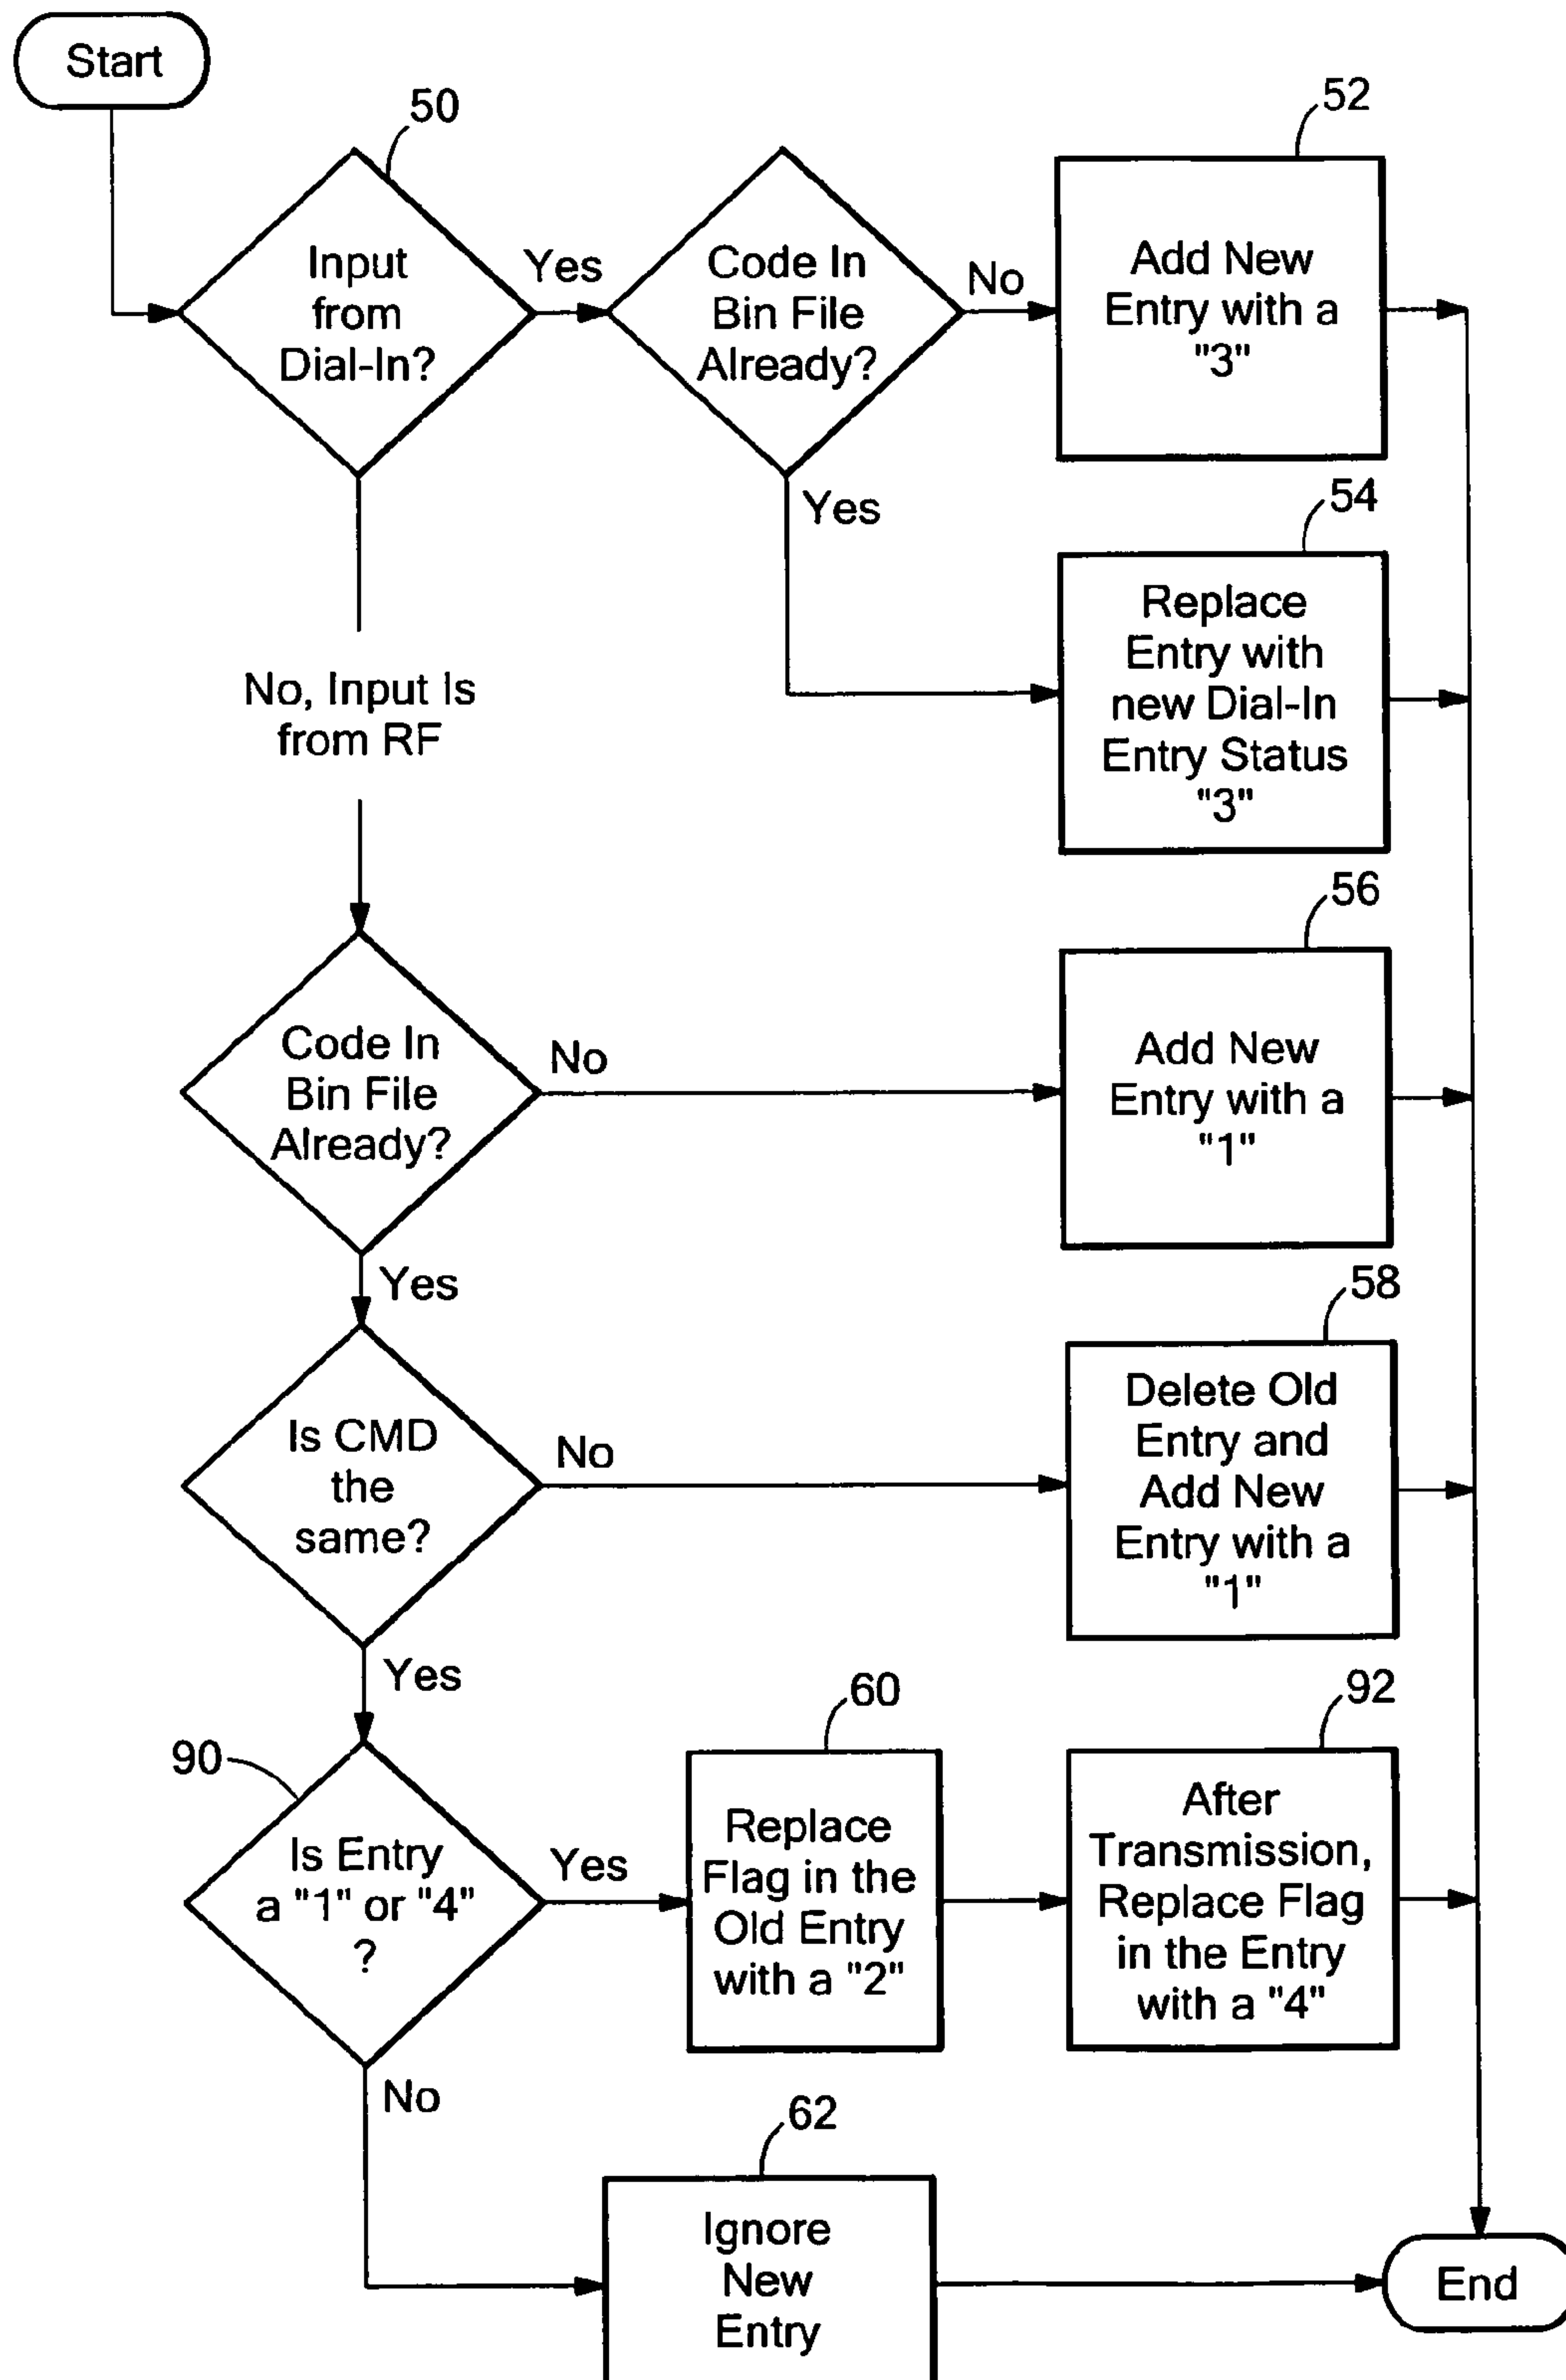 Start
50
52
Input
from
Dial-In?
Yes
Code In
Bin File
Already?
No
Add New
Entry with a
"3"
Yes
54
Replace
Entry with
new Dial-In
Entry Status
"3"
No, Input Is
from RF
56
Code In
Bin File
Already?
No
Add New
Entry with a
"1"
Yes
58
Is CMD
the
same?
No
Delete Old
Entry and
Add New
Entry with a
"1"
Yes
60
92
90
Is Entry
a "1" or "4"
?
Yes
Replace
Flag in the
Old Entry
with a "2"
After
Transmission,
Replace Flag
in the Entry
with a "4"
No
62
Ignore
New
Entry
End